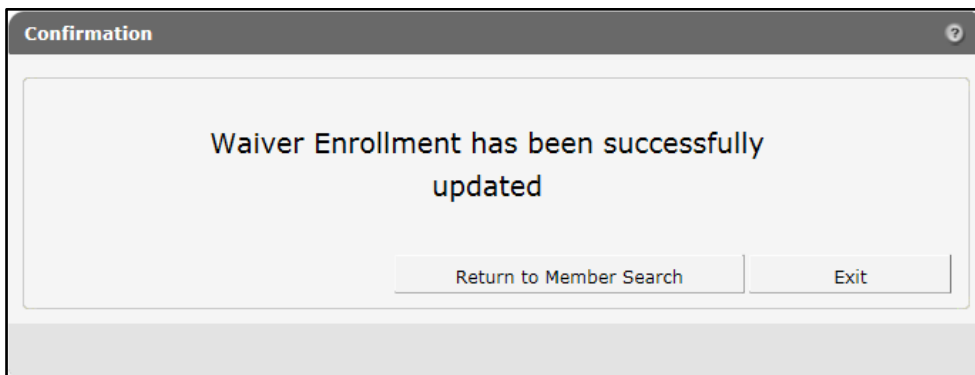 Confirmation
?
Waiver Enrollment has been successfully
updated
Return to Member Search
Exit